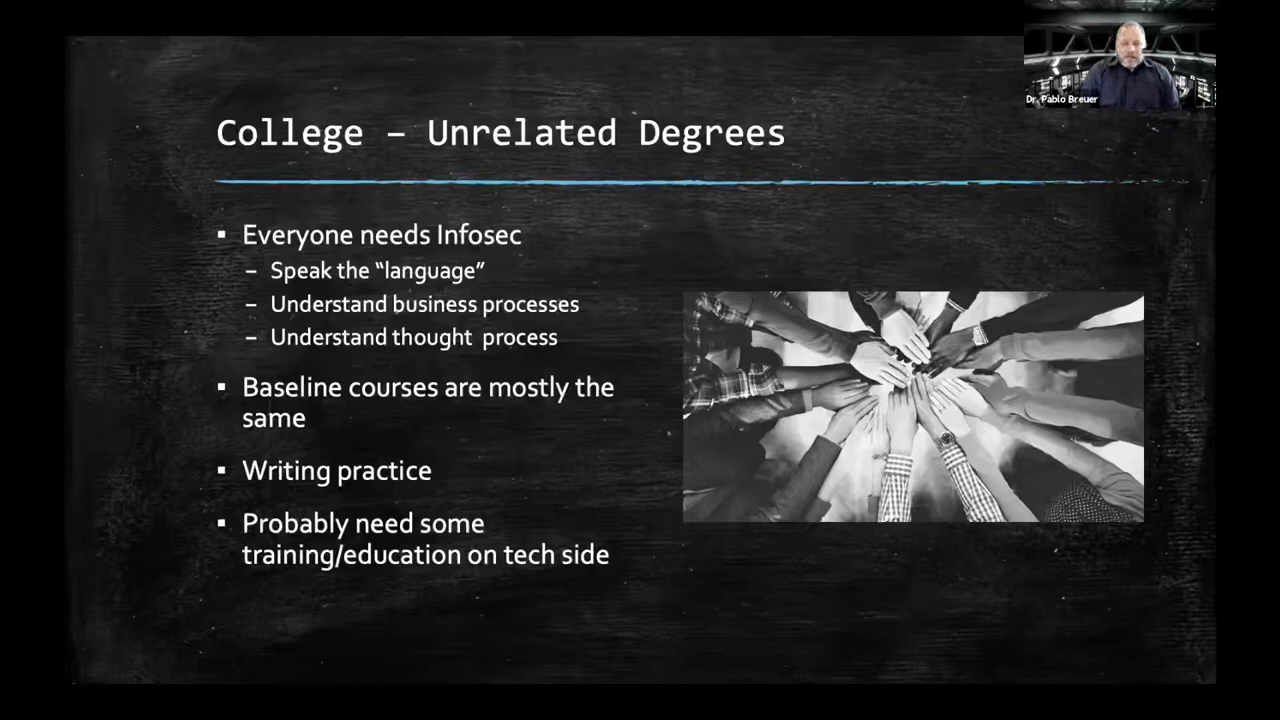 Dr. Pablo Breuer
College – Unrelated Degrees
▪ Everyone needs Infosec
– Speak the “language”
– Understand business processes
– Understand thought process
▪ Baseline courses are mostly the
same
▪ Writing practice
▪ Probably need some
training/education on tech side